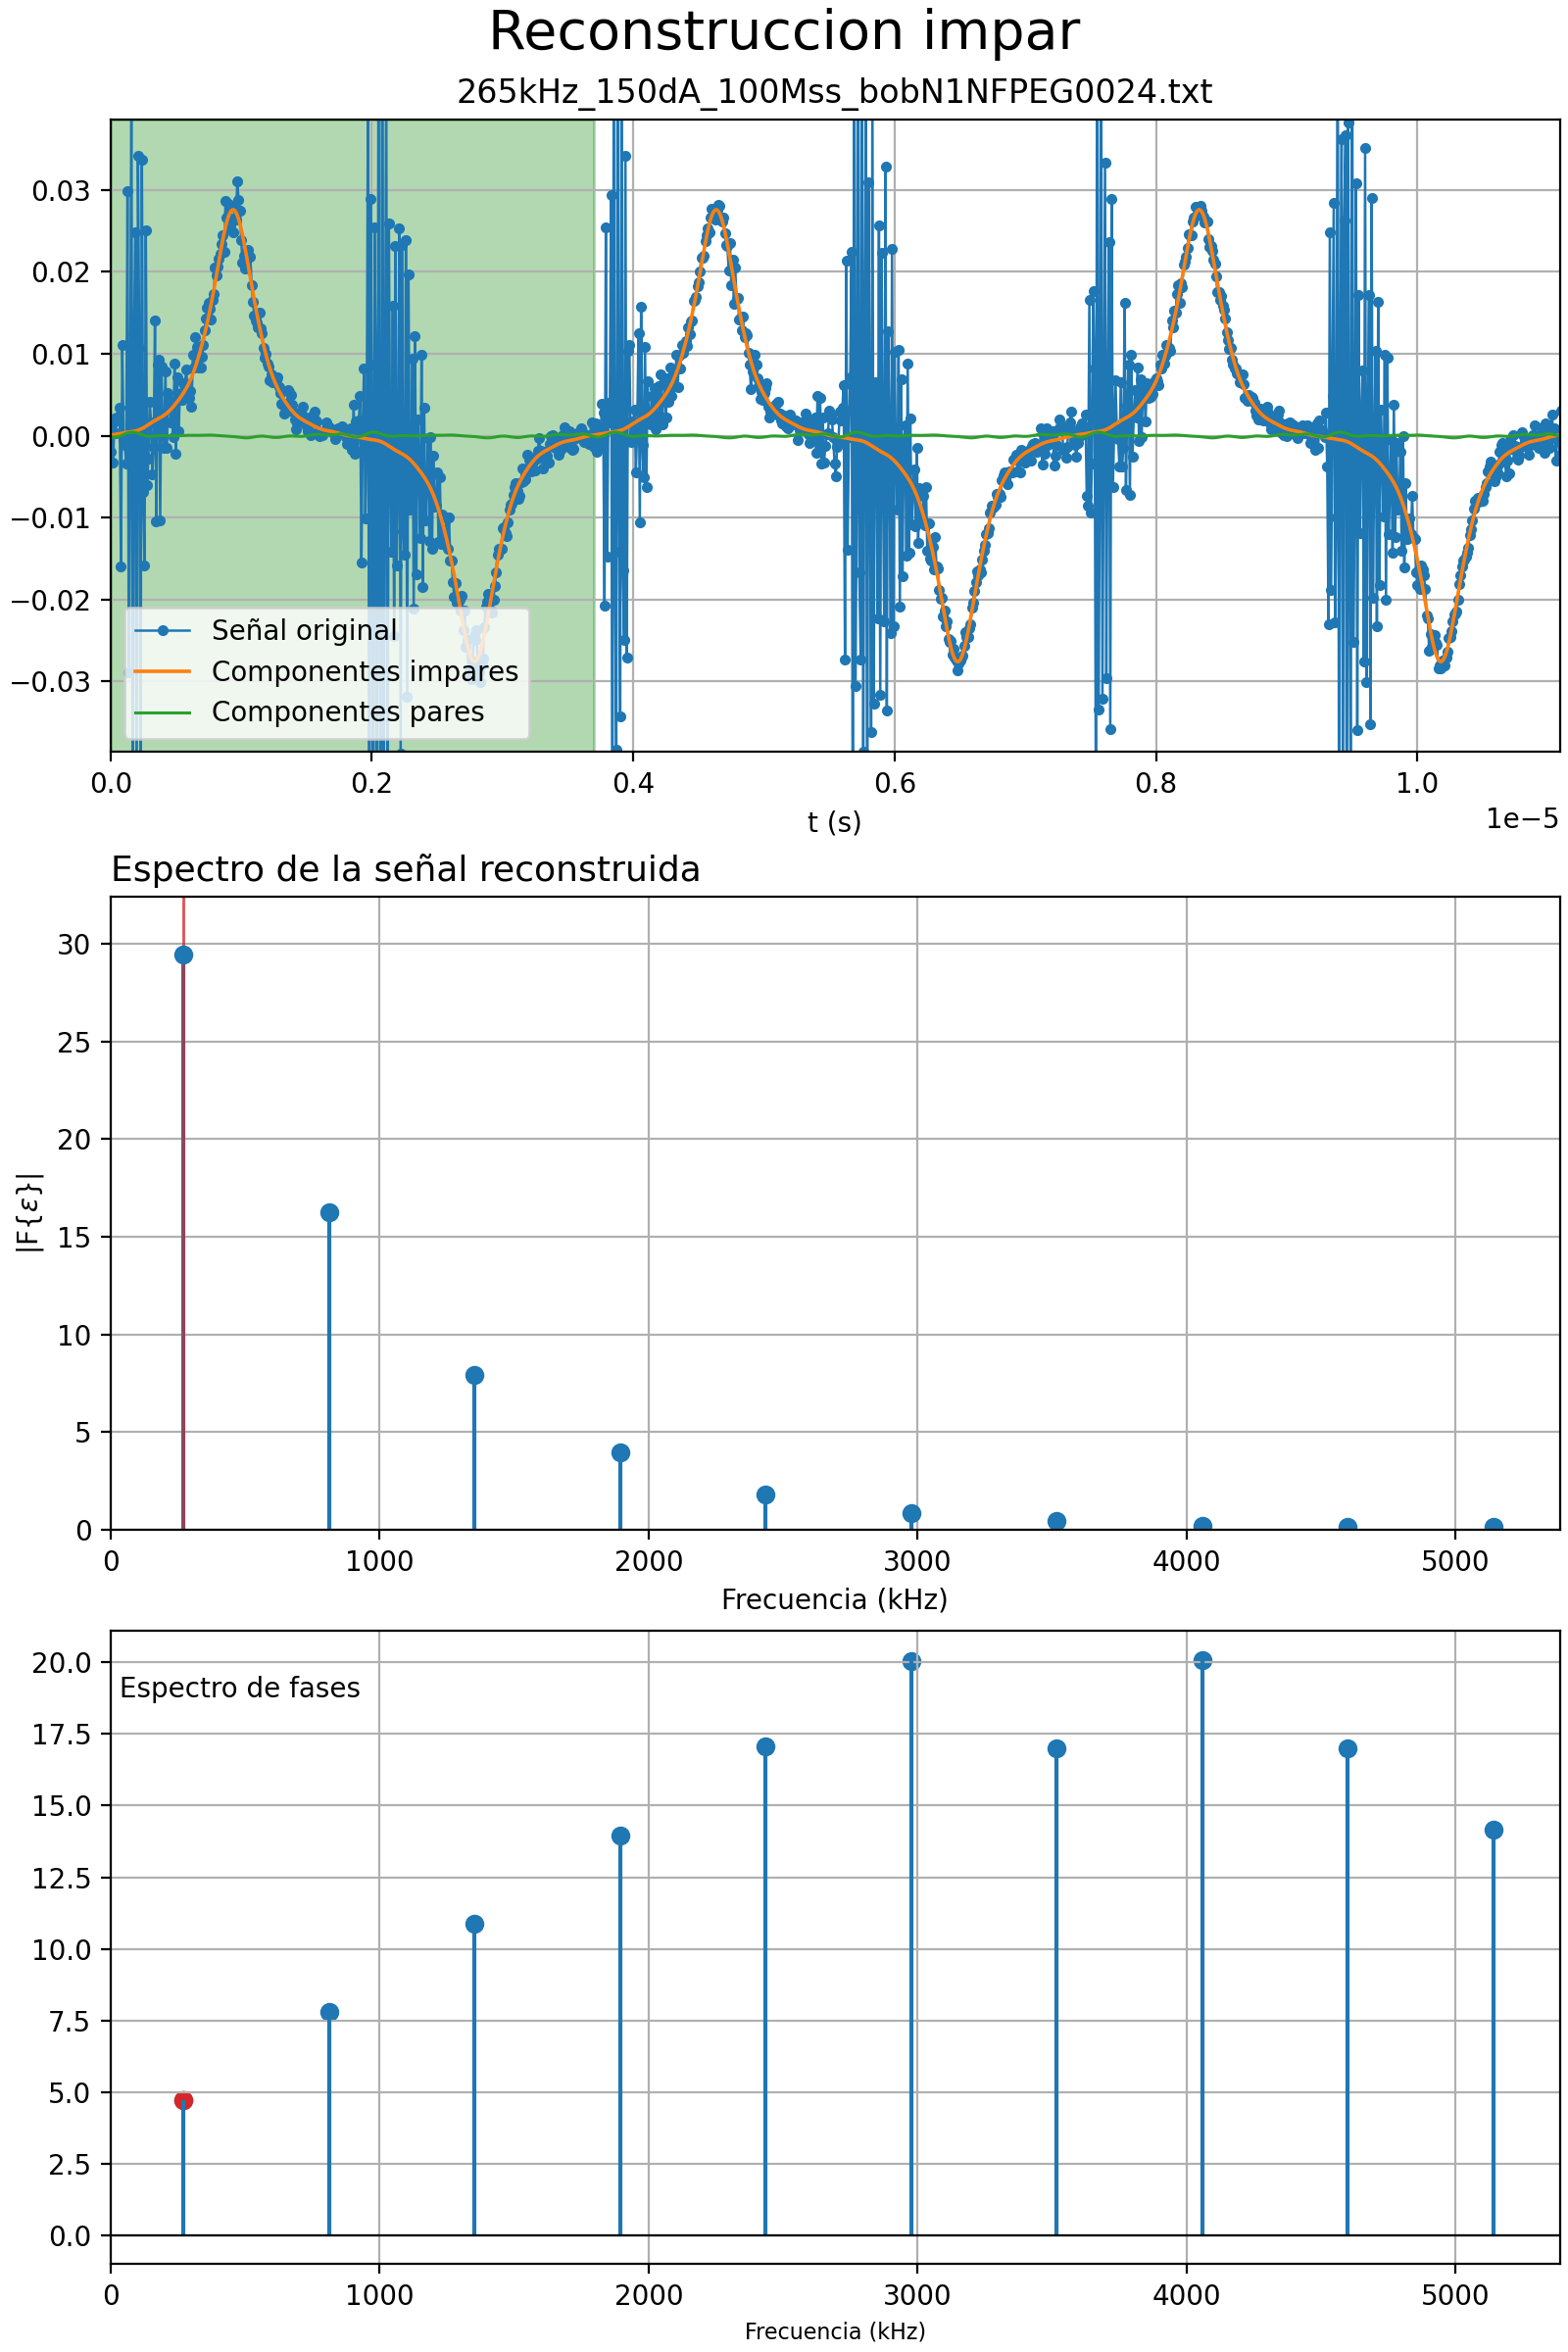 Reconstruccion impar
265kHz_150dA_100Mss_bobN1NFPEG0024.txt
0.03
0.02
0.01
0.00
−0.01
−0.02
−0.03
Señal original
Componentes impares
Componentes pares
0.0 0.2 0.4 0.6 0.8 1.0
t (s)
1e−5
Espectro de la señal reconstruida
30
25
20
15
10
5
0
|F{ε}|
0 1000 2000 3000 4000 5000
Frecuencia (kHz)
20.0
Espectro de fases
17.5
15.0
12.5
10.0
7.5
5.0
2.5
0.0
0 1000 2000 3000 4000 5000
Frecuencia (kHz)